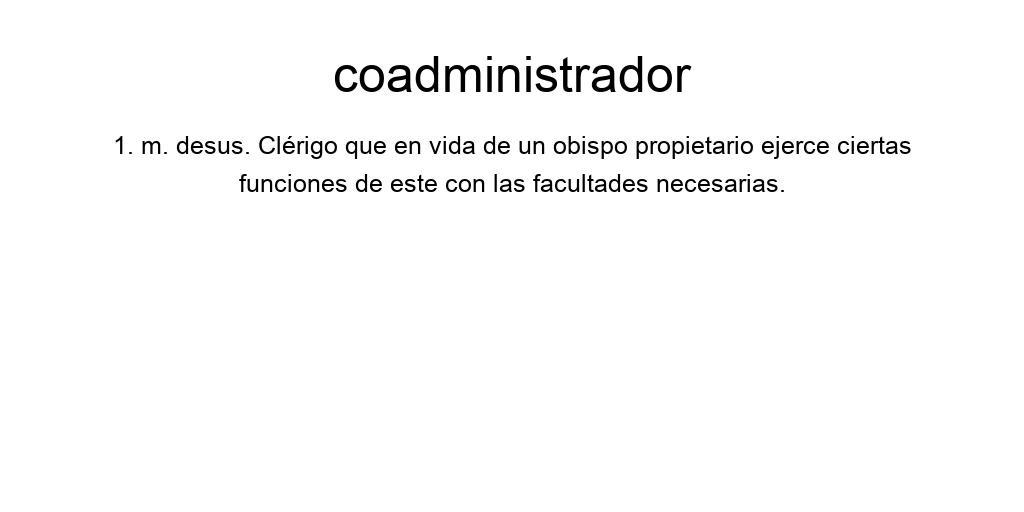 coadministrador
1. m. desus. Clérigo que en vida de un obispo propietario ejerce ciertas
funciones de este con las facultades necesarias.